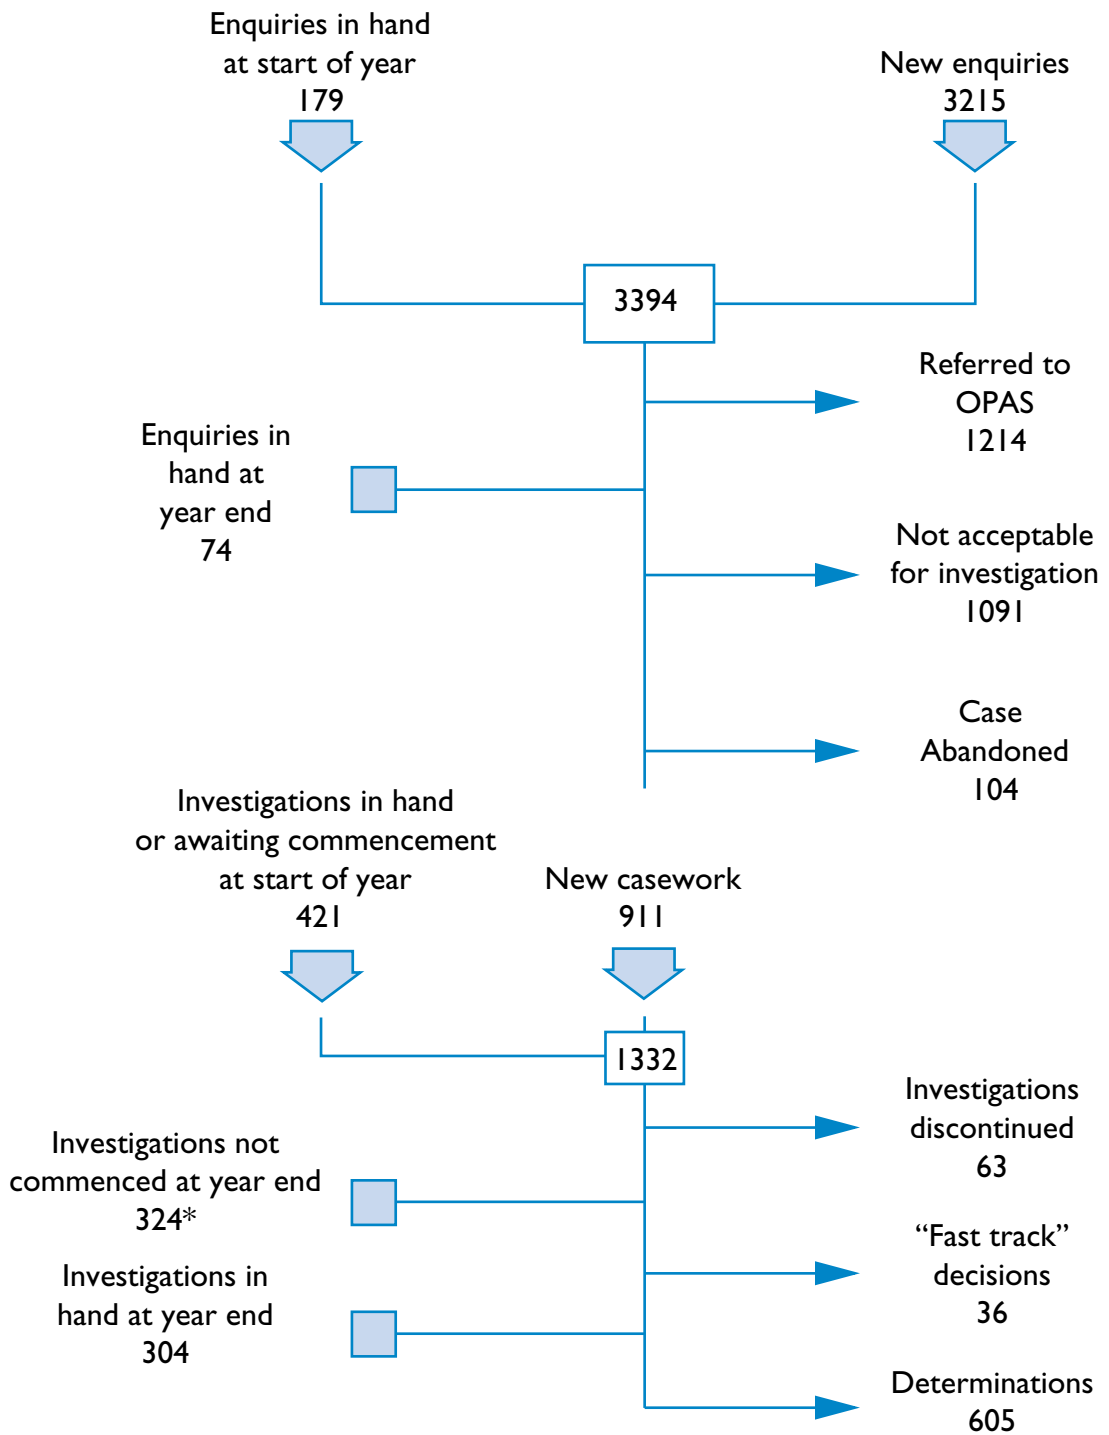 Enquiries in hand
at start of year
179
New enquiries
3215
3394
Referred to
OPAS
1214
Enquiries in
hand at
year end
74
Not acceptable
for investigation
1091
Case
Abandoned
104
Investigations in hand
or awaiting commencement
at start of year
421
New casework
911
1332
Investigations
discontinued
63
Investigations not
commenced at year end
324*
“Fast track”
decisions
36
Investigations in
hand at year end
304
Determinations
605